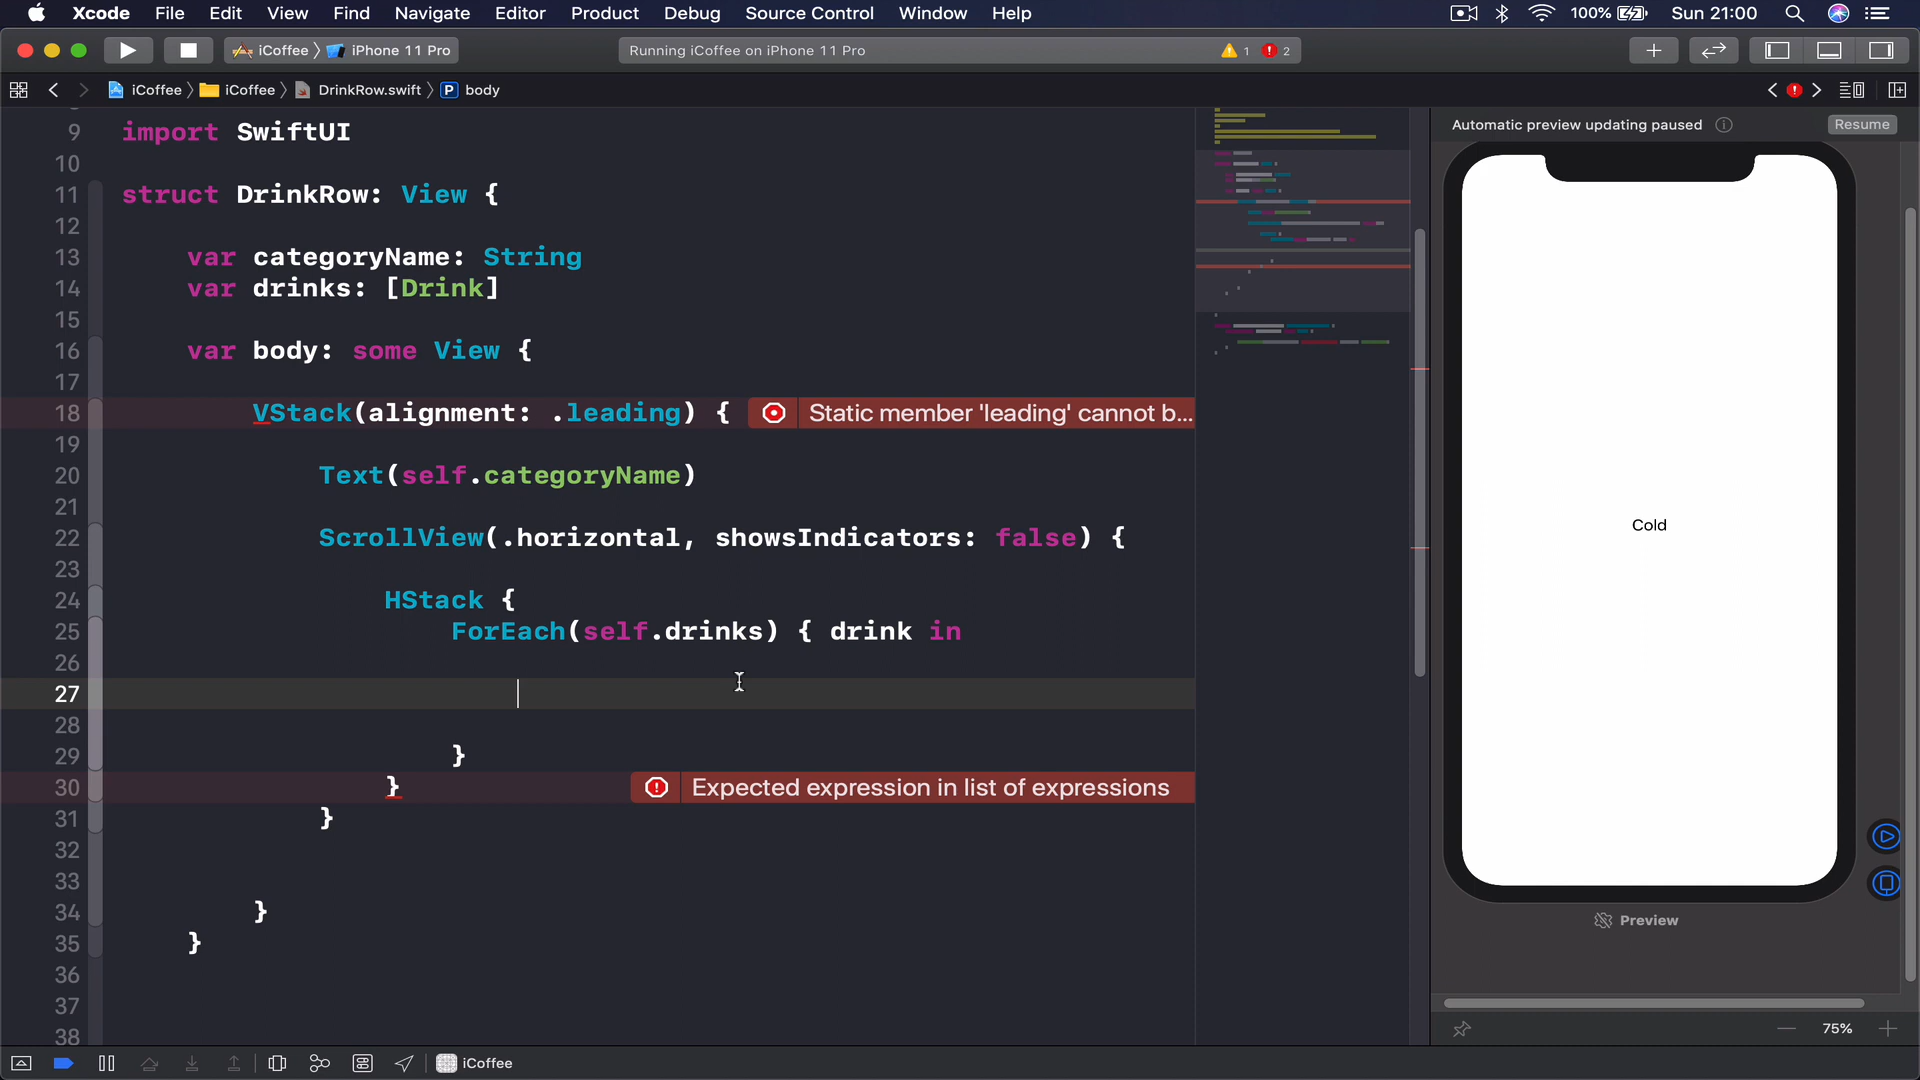 Xcode File Edit View Find Navigate Editor Product Debug Source Control Window Help 100% Sun 21:00
iCoffee iPhone 11 Pro Running iCoffee on iPhone 11 Pro 1 2
iCoffee iCoffee DrinkRow.swift P body
Automatic preview updating paused Resume
9 import SwiftUI
10
11 struct DrinkRow: View {
12
13 var categoryName: String
14 var drinks: [Drink]
15
16 var body: some View {
17
18 VStack(alignment: .leading) { Static member 'leading' cannot b...
19
20 Text(self.categoryName)
21
22 ScrollView(.horizontal, showsIndicators: false) {
23
24 HStack {
25 ForEach(self.drinks) { drink in
26
27
28
29 }
30 } Expected expression in list of expressions
31 }
32
33
34 }
35 }
36
37
38
Cold
Preview
75%
iCoffee